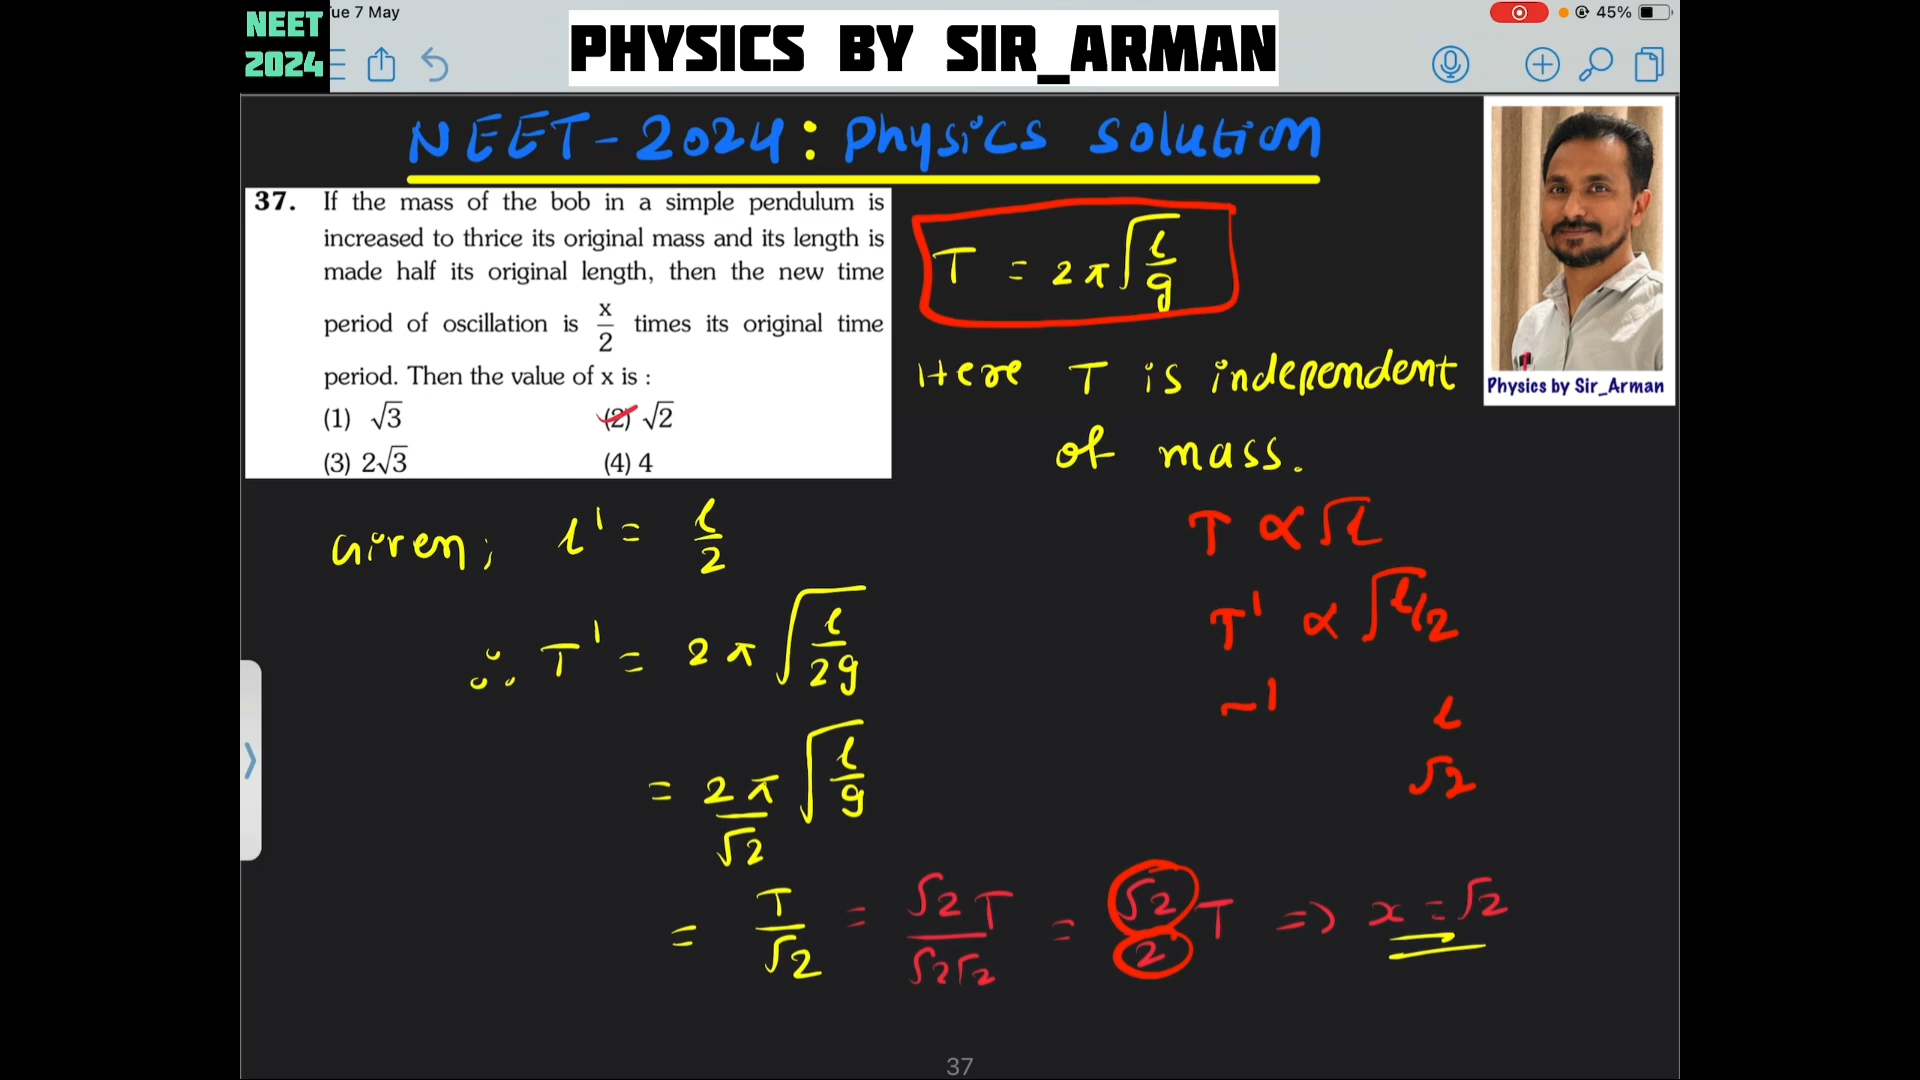 NEET
2024
ue 7 May
PHYSICS BY SIR_ARMAN
45%
NEET-2024: Physics Solution
37. If the mass of the bob in a simple pendulum is
increased to thrice its original mass and its length is
made half its original length, then the new time
period of oscillation is x/2 times its original time
period. Then the value of x is :
(1) √3 (2) √2
(3) 2√3 (4) 4
T = 2π√(l/g)
Here T is independent
of mass.
Physics by Sir_Arman
T ∝ √l
T' ∝ √(l/2)
l
√2
Given; l' = l/2
∴ T' = 2π√(l/2g)
= 2π/√2 √(l/g)
= T/√2 = √2T/√2√2 = √2/2 T ⇒ x = √2
37